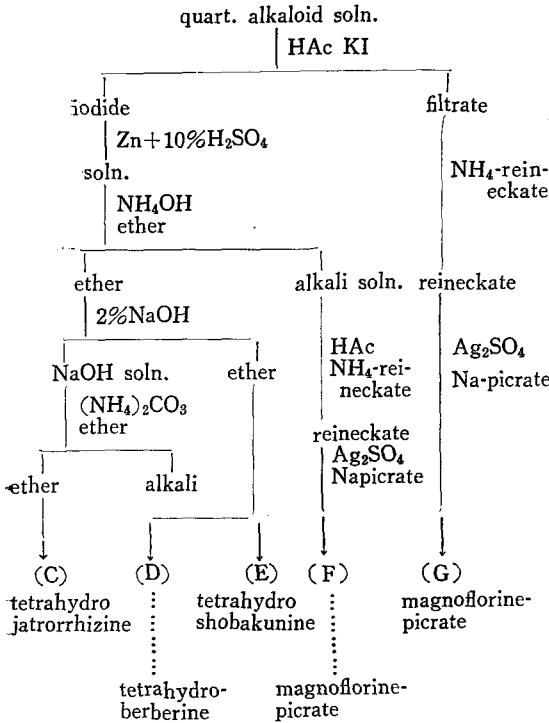 quart. alkaloid soln.
HAc KI
iodide
filtrate
Zn+10%H₂SO₄
soln.
NH₄-rein-
eckate
NH₄OH
ether
ether
alkali soln.
reineckate
2%NaOH
HAc
NH₄-rei-
neckate
Ag₂SO₄
Na-picrate
NaOH soln.
ether
(NH₄)₂CO₃
ether
reineckate
Ag₂SO₄
Napicrate
ether
alkali
(C)
(D)
(E)
(F)
(G)
tetrahydro
jatrorrhizine
tetrahydro
shobakunine
magnoflorine-
picrate
tetrahydro-
berberine
magnoflorine-
picrate